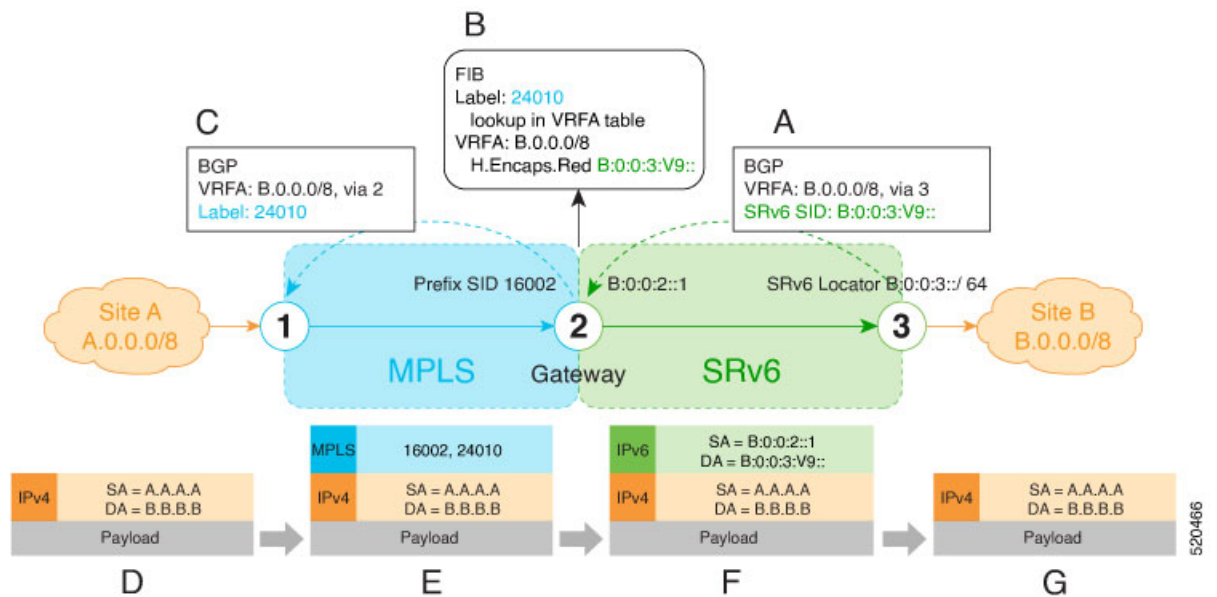 B
FIB
Label: 24010
lookup in VRFA table
VRFA: B.0.0.0/8
H.Encaps.Red B:0:0:3:V9::
C
BGP
VRFA: B.0.0.0/8, via 2
Label: 24010
A
BGP
VRFA: B.0.0.0/8, via 3
SRv6 SID: B:0:0:3:V9::
Prefix SID 16002
B:0:0:2::1
SRv6 Locator B:0:0:3::/ 64
Site A
A.0.0.0/8
1
2
3
Site B
B.0.0.0/8
MPLS
Gateway
SRv6
IPv4
SA = A.A.A.A
DA = B.B.B.B
Payload
D
MPLS
16002, 24010
IPv4
SA = A.A.A.A
DA = B.B.B.B
Payload
E
IPv6
SA = B:0:0:2::1
DA = B:0:0:3:V9::
IPv4
SA = A.A.A.A
DA = B.B.B.B
Payload
F
IPv4
SA = A.A.A.A
DA = B.B.B.B
Payload
G
520466